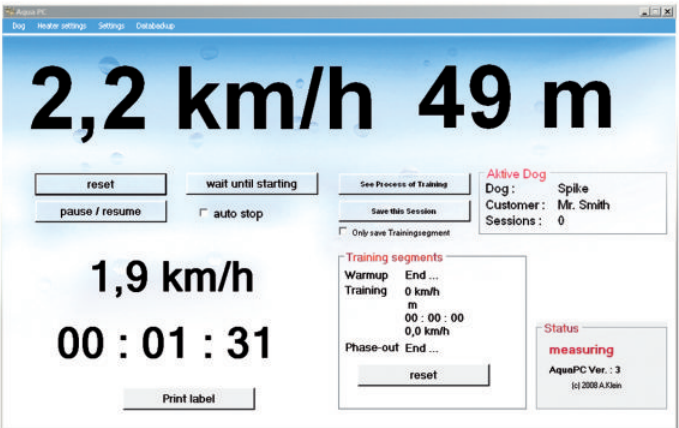 Aqua PC
Dog Heater settings Settings Databackup
2,2 km/h 49 m
reset
wait until starting
See Process of Training
pause / resume
auto stop
Save this Session
Only save Trainingsegment
Aktive Dog
Dog : Spike
Customer : Mr. Smith
Sessions : 0
1,9 km/h
00 : 01 : 31
Print label
Training segments
Warmup End ...
Training 0 km/h
m
00 : 00 : 00
0,0 km/h
Phase-out End ...
reset
Status
measuring
AquaPC Ver. : 3
(c) 2008 A.Klein